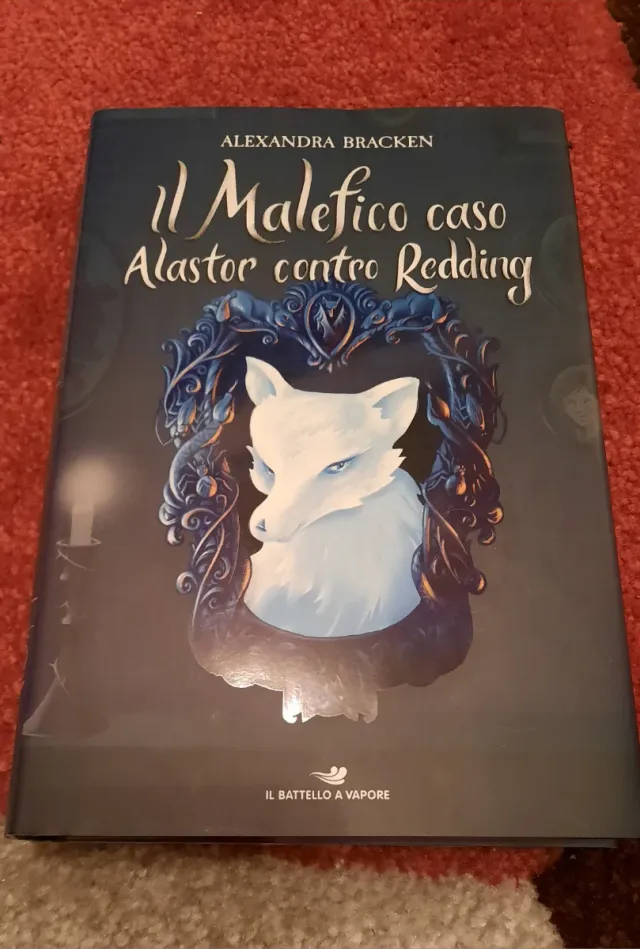 ALEXANDRA BRACKEN
Il Malefico caso
Alastor contro Redding
IL BATTELLO A VAPORE